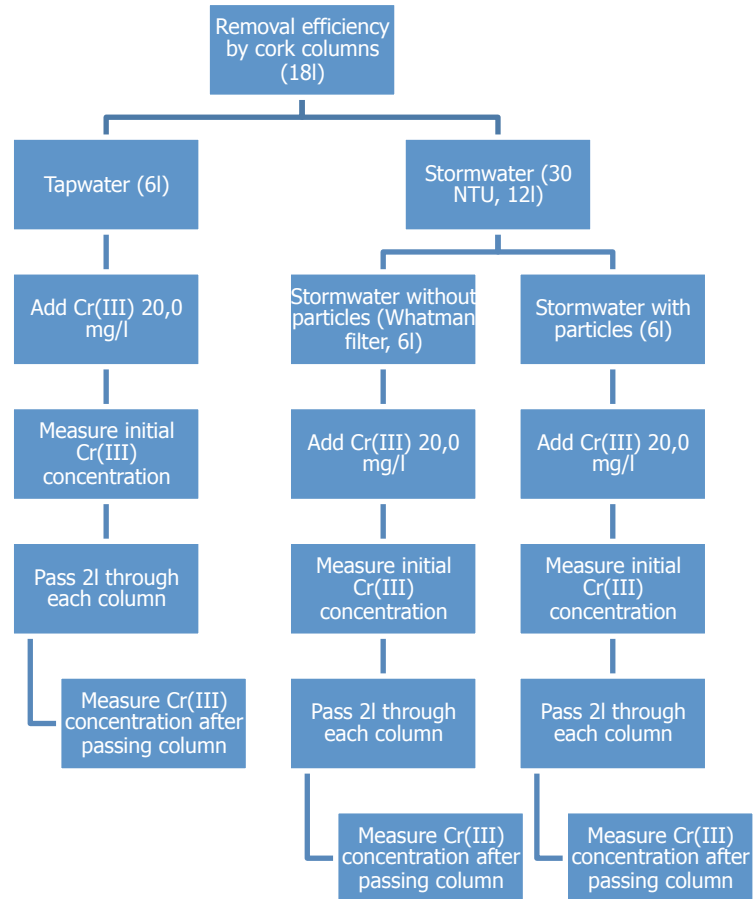 Removal efficiency
by cork columns
(18l)
Tapwater (6l)
Stormwater (30
NTU, 12l)
Add Cr(III) 20,0
mg/l
Stormwater without
particles (Whatman
filter, 6l)
Stormwater with
particles (6l)
Measure initial
Cr(III)
concentration
Add Cr(III) 20,0
mg/l
Add Cr(III) 20,0
mg/l
Pass 2l through
each column
Measure initial
Cr(III)
concentration
Measure initial
Cr(III)
concentration
Measure Cr(III)
concentration after
passing column
Pass 2l through
each column
Pass 2l through
each column
Measure Cr(III)
concentration after
passing column
Measure Cr(III)
concentration after
passing column